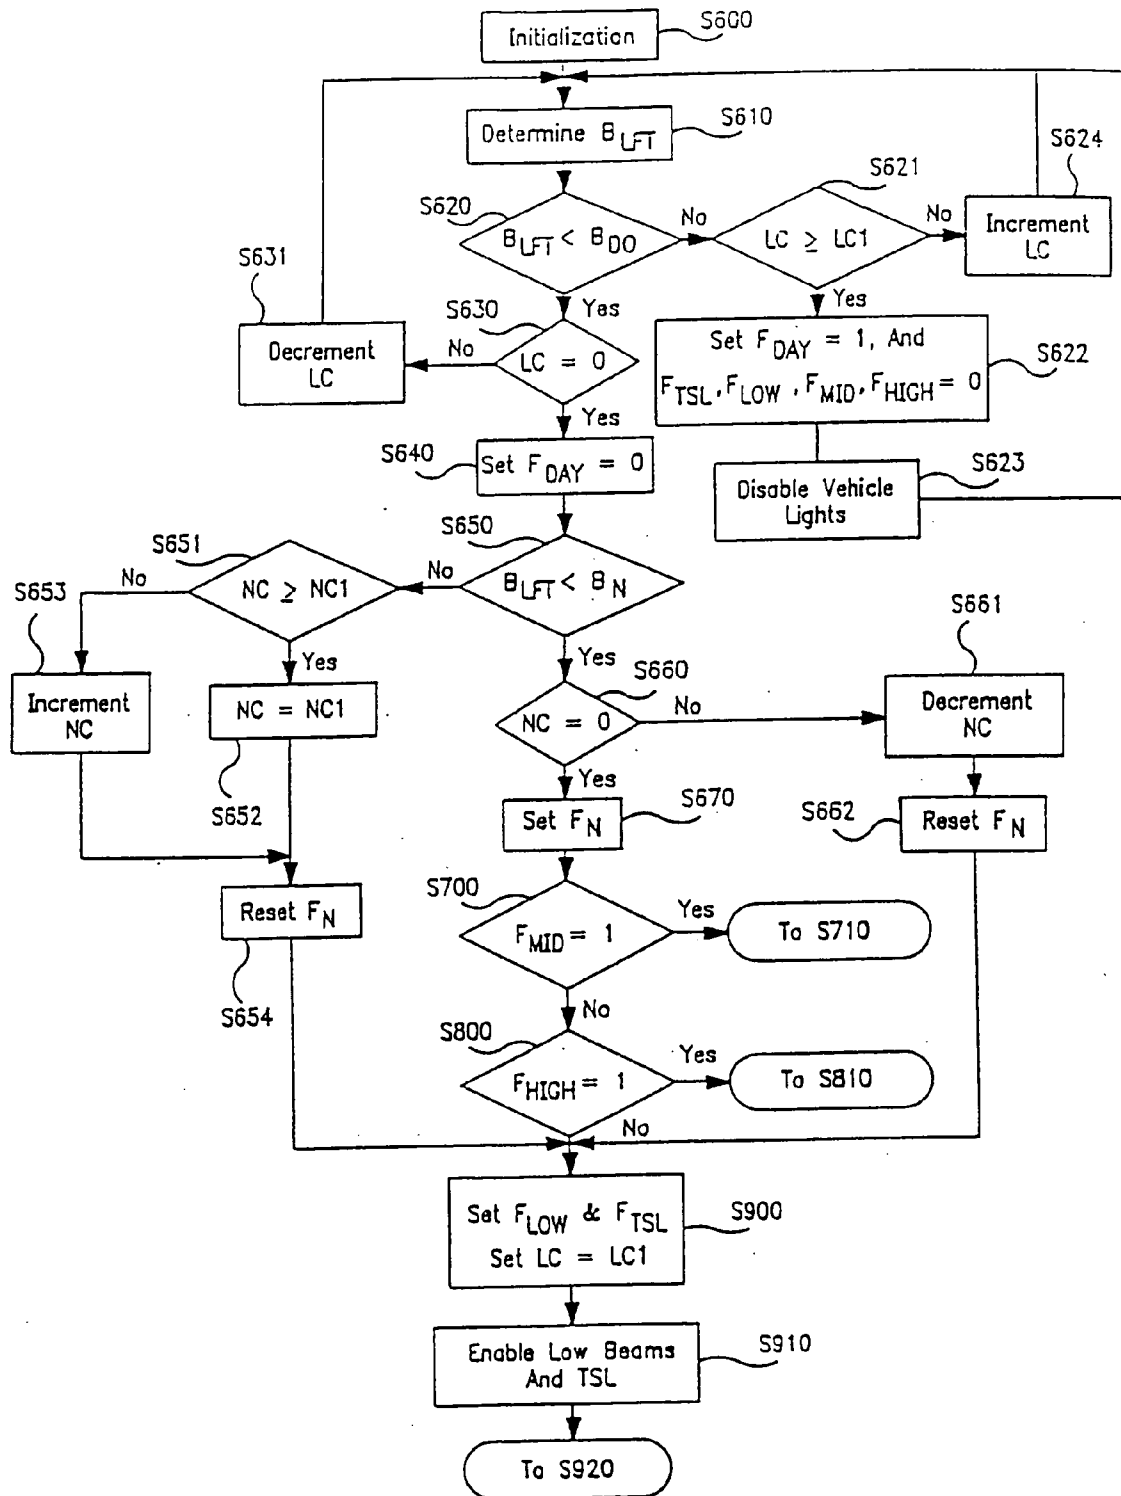 Initialization
S600
Determine B LFT
S610
S620
B LFT < B DO
No
S621
LC ≥ LC1
No
S624
Increment
LC
Yes
S631
Decrement
LC
No
S630
LC = 0
Yes
Yes
Set F DAY = 1, And
F TSL, F LOW, F MID, F HIGH = 0
S622
S640
Set F DAY = 0
S623
Disable Vehicle
Lights
S650
B LFT < B N
No
S651
NC ≥ NC1
No
S653
Increment
NC
Yes
NC = NC1
S652
Yes
S660
NC = 0
No
S661
Decrement
NC
Yes
Set F N
S670
S662
Reset F N
Reset F N
S654
S700
F MID = 1
Yes
To S710
No
S800
F HIGH = 1
Yes
To S810
No
Set F LOW & F TSL
Set LC = LC1
S900
Enable Low Beams
And TSL
S910
To S920